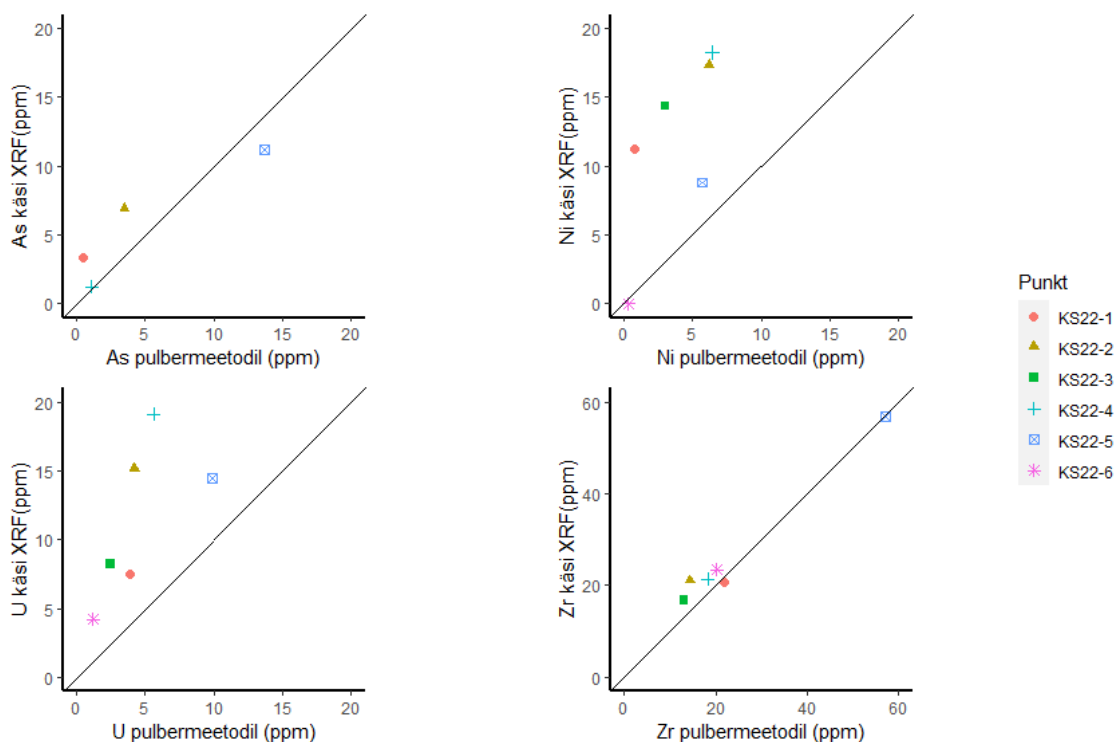 20
15
10
5
0
As käsi XRF(ppm)
0 5 10 15 20
As pulbermeetodil (ppm)
20
15
10
5
0
Ni käsi XRF(ppm)
0 5 10 15 20
Ni pulbermeetodil (ppm)
20
15
10
5
0
U käsi XRF(ppm)
0 5 10 15 20
U pulbermeetodil (ppm)
60
40
20
0
Zr käsi XRF(ppm)
0 20 40 60
Zr pulbermeetodil (ppm)
Punkt
KS22-1
KS22-2
KS22-3
KS22-4
KS22-5
KS22-6